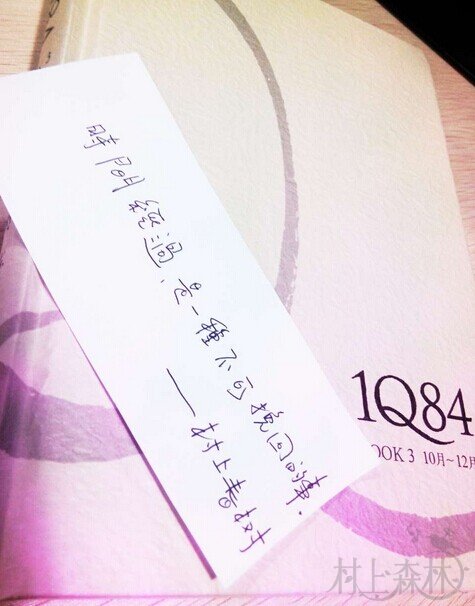 時間經過、是一種不可挽回的事.
——村上春樹
1Q84
BOOK 3 10月~12月
村上森林